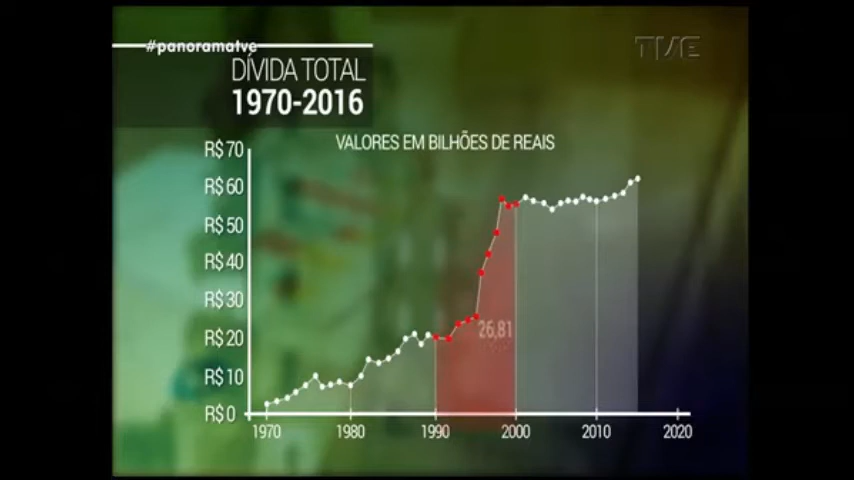 #panoramatve
TVE
DÍVIDA TOTAL
1970-2016
VALORES EM BILHÕES DE REAIS
R$ 70
R$ 60
R$ 50
R$ 40
R$ 30
R$ 20
R$ 10
R$ 0
26,81
1970 1980 1990 2000 2010 2020